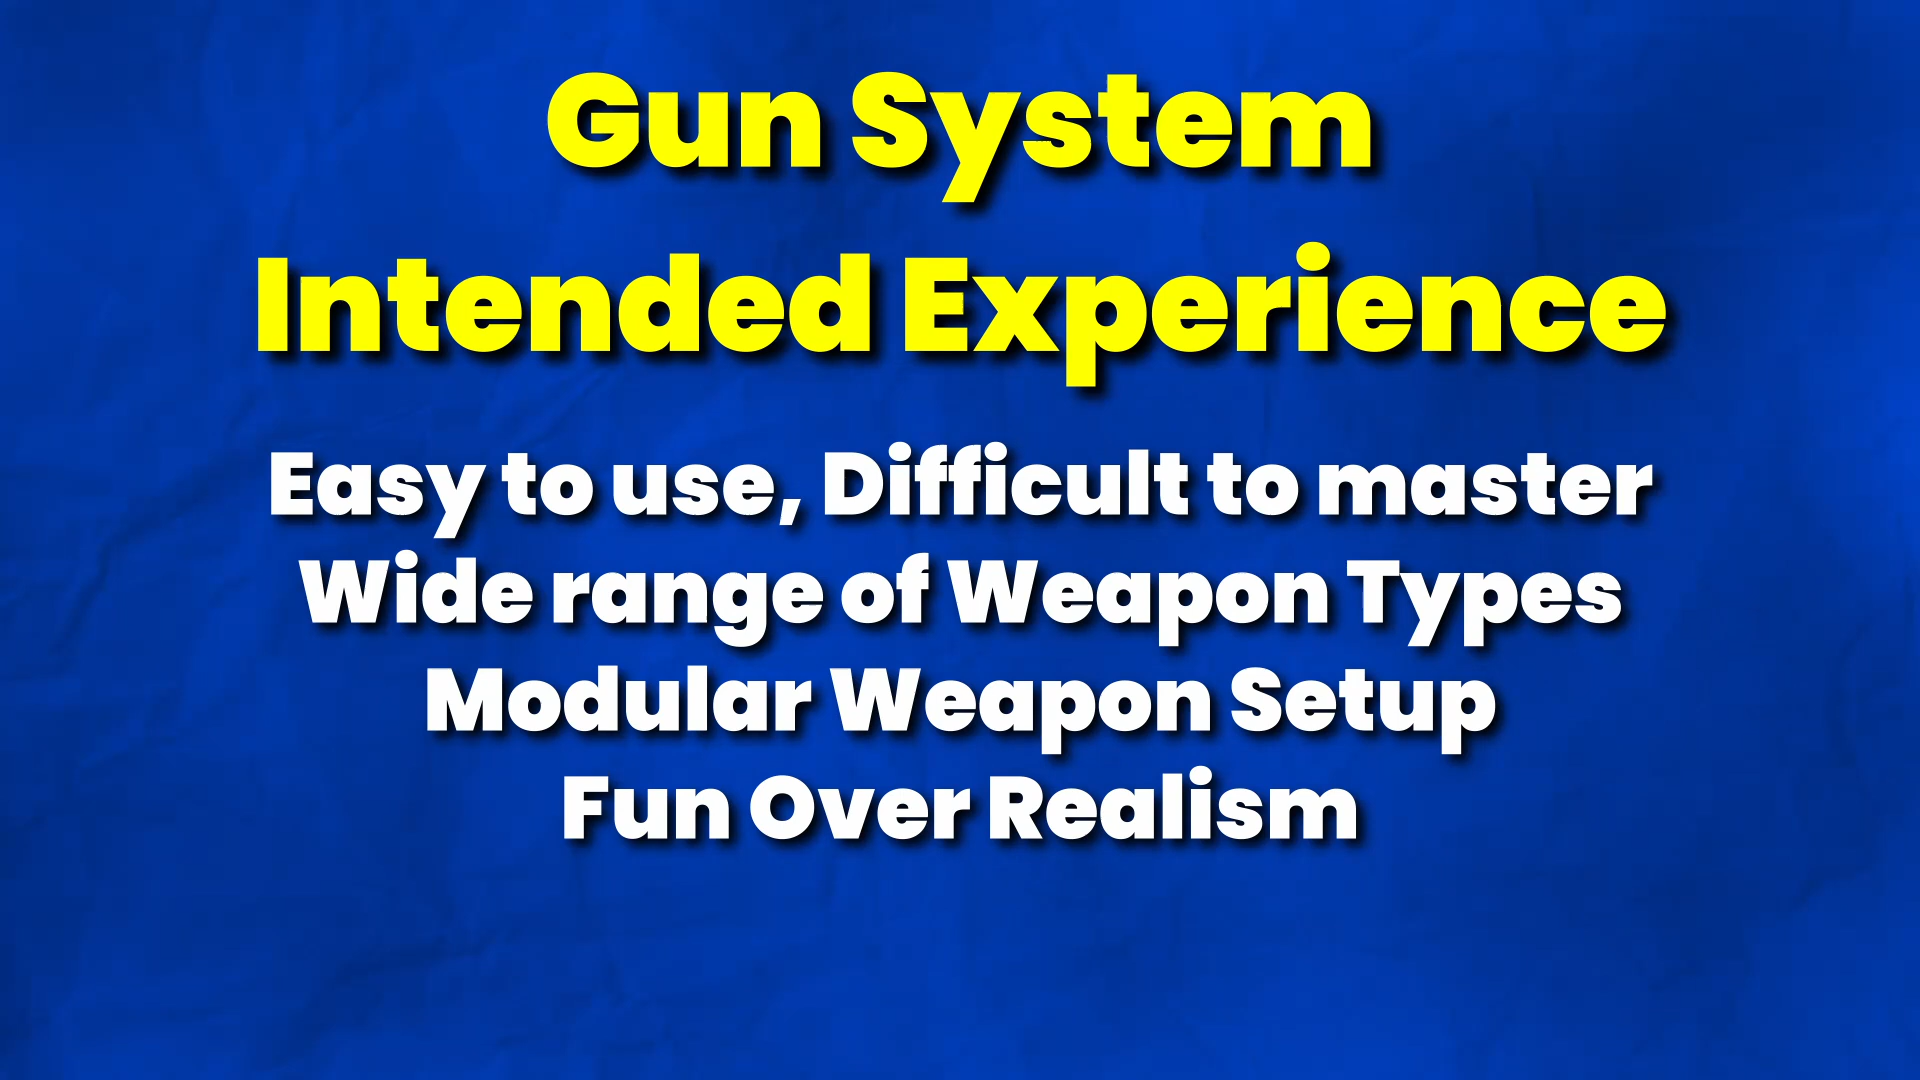 Gun System
Intended Experience
Easy to use, Difficult to master
Wide range of Weapon Types
Modular Weapon Setup
Fun Over Realism